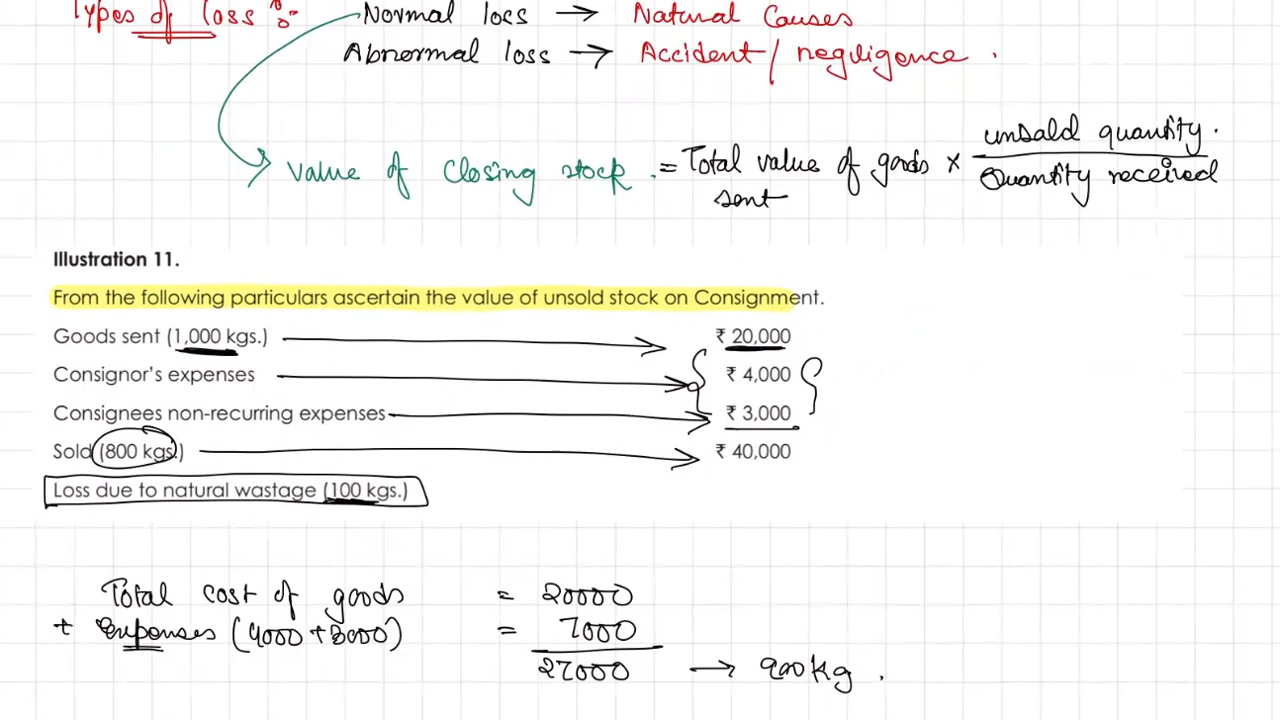 Types of loss :- Normal loss → Natural Causes
Abnormal loss → Accident / negligence .
Value of Closing stock . = Total value of goods sent × unsald quantity . / Quantity received
Illustration 11.
From the following particulars ascertain the value of unsold stock on Consignment.
Goods sent (1,000 kgs.) ₹ 20,000
Consignor's expenses ₹ 4,000
Consignees non-recurring expenses ₹ 3,000
Sold (800 kgs.) ₹ 40,000
Loss due to natural wastage (100 kgs.)
Total cost of goods = 20000
+ Expenses (4000 + 3000) = 7000
27000 → 900 kg .